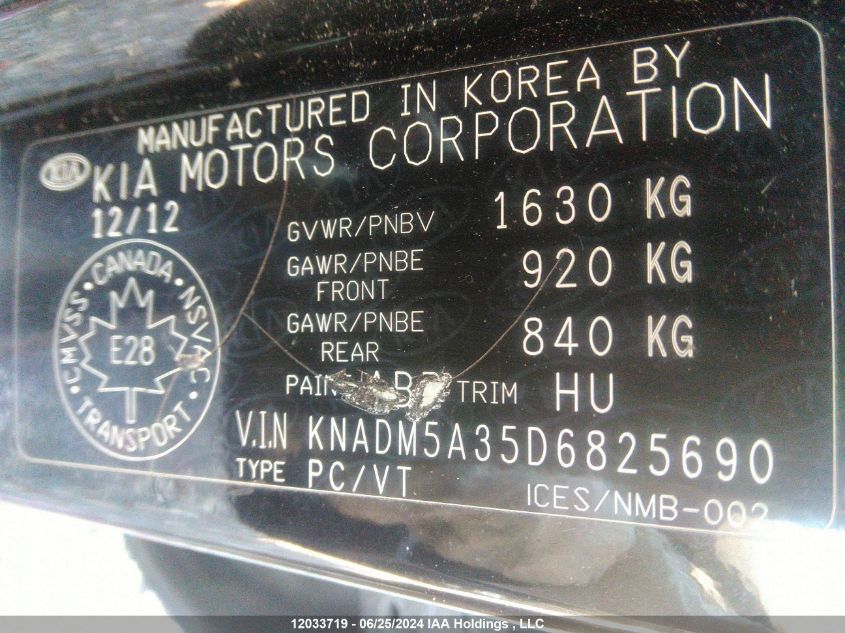 MANUFACTURED IN KOREA BY
KIA KIA MOTORS CORPORATION
12/12
GVWR/PNBV 1630 KG
GAWR/PNBE FRONT 920 KG
GAWR/PNBE REAR 840 KG
TRIM HU
V.I.N KNADM5A35D6825690
TYPE PC/VT
ICES/NMB-002
CANADA
CMVSS · NSVAC
E28
TRANSPORT
12033719 - 06/25/2024 IAA Holdings , LLC